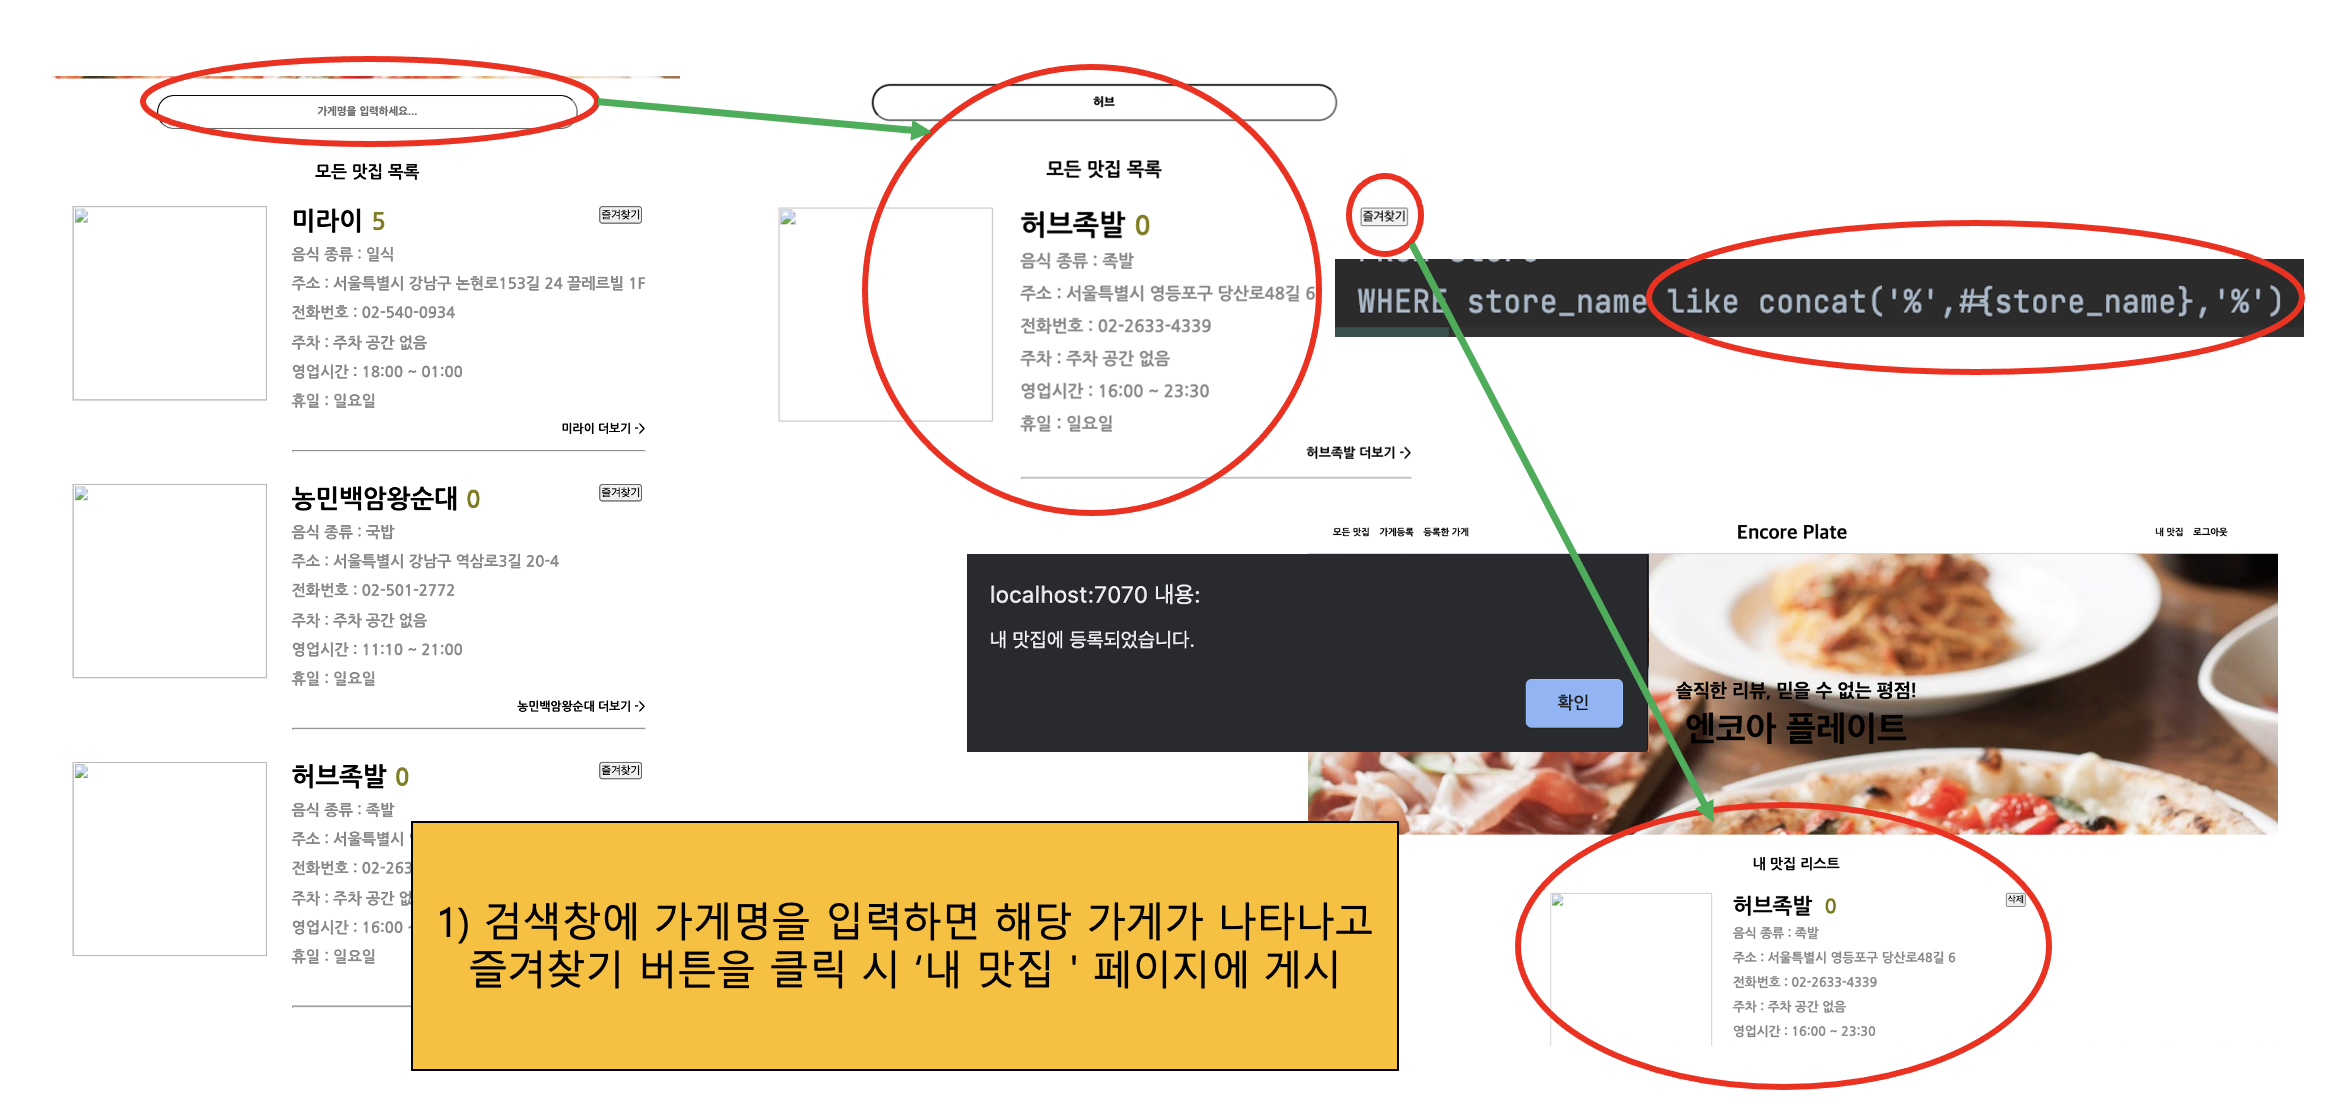 가게명을 입력하세요...
모든 맛집 목록
미라이 5
즐겨찾기
음식 종류 : 일식
주소 : 서울특별시 강남구 논현로153길 24 끌레르빌 1F
전화번호 : 02-540-0934
주차 : 주차 공간 없음
영업시간 : 18:00 ~ 01:00
휴일 : 일요일
미라이 더보기 ->
농민백암왕순대 0
즐겨찾기
음식 종류 : 국밥
주소 : 서울특별시 강남구 역삼로3길 20-4
전화번호 : 02-501-2772
주차 : 주차 공간 없음
영업시간 : 11:10 ~ 21:00
휴일 : 일요일
농민백암왕순대 더보기 ->
허브족발 0
즐겨찾기
음식 종류 : 족발
주소 : 서울특별시
전화번호 : 02-263
주차 : 주차 공간 없
영업시간 : 16:00 ~
휴일 : 일요일
허브
모든 맛집 목록
허브족발 0
즐겨찾기
음식 종류 : 족발
주소 : 서울특별시 영등포구 당산로48길 6
전화번호 : 02-2633-4339
주차 : 주차 공간 없음
영업시간 : 16:00 ~ 23:30
휴일 : 일요일
허브족발 더보기 ->
WHERE store_name like concat('%',#{store_name},'%')
모든 맛집 가게등록 등록한 가게
Encore Plate
내 맛집 로그아웃
localhost:7070 내용:
내 맛집에 등록되었습니다.
확인
솔직한 리뷰, 믿을 수 없는 평점!
엔코아 플레이트
내 맛집 리스트
허브족발 0
삭제
음식 종류 : 족발
주소 : 서울특별시 영등포구 당산로48길 6
전화번호 : 02-2633-4339
주차 : 주차 공간 없음
영업시간 : 16:00 ~ 23:30
1) 검색창에 가게명을 입력하면 해당 가게가 나타나고
즐겨찾기 버튼을 클릭 시 ‘내 맛집 ' 페이지에 게시